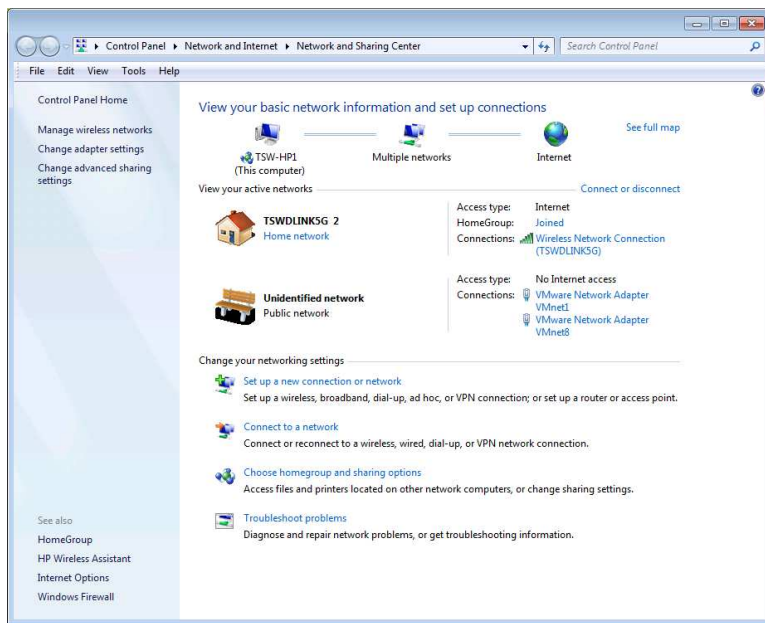 Control Panel ▸ Network and Internet ▸ Network and Sharing Center
Search Control Panel
File Edit View Tools Help
Control Panel Home
Manage wireless networks
Change adapter settings
Change advanced sharing
settings
See also
HomeGroup
HP Wireless Assistant
Internet Options
Windows Firewall
View your basic network information and set up connections
See full map
TSW-HP1
(This computer)
Multiple networks
Internet
View your active networks
Connect or disconnect
TSWDLINK5G 2
Home network
Access type: Internet
HomeGroup: Joined
Connections: Wireless Network Connection
(TSWDLINK5G)
Unidentified network
Public network
Access type: No Internet access
Connections: VMware Network Adapter
VMnet1
VMware Network Adapter
VMnet8
Change your networking settings
Set up a new connection or network
Set up a wireless, broadband, dial-up, ad hoc, or VPN connection; or set up a router or access point.
Connect to a network
Connect or reconnect to a wireless, wired, dial-up, or VPN network connection.
Choose homegroup and sharing options
Access files and printers located on other network computers, or change sharing settings.
Troubleshoot problems
Diagnose and repair network problems, or get troubleshooting information.